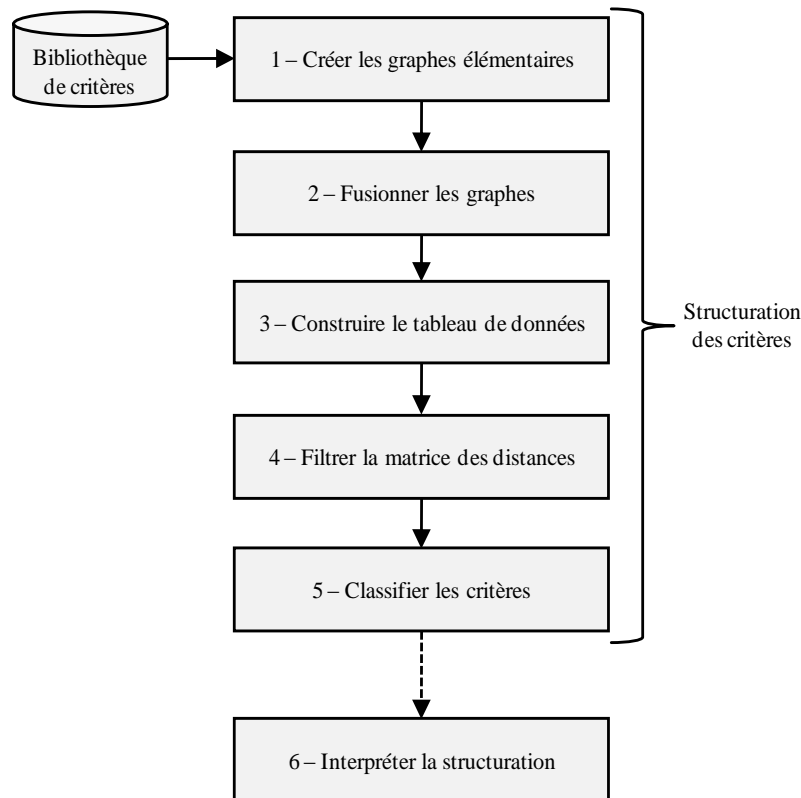 Bibliothèque
de critères
1 – Créer les graphes élémentaires
2 – Fusionner les graphes
3 – Construire le tableau de données
4 – Filtrer la matrice des distances
5 – Classifier les critères
Structuration
des critères
6 – Interpréter la structuration